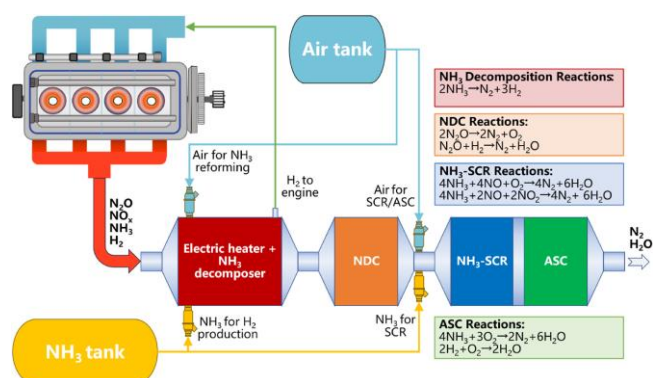 Air tank
NH₃ Decomposition Reactions:
2NH₃→N₂+3H₂
NDC Reactions:
2N₂O→2N₂+O₂
N₂O+H₂→N₂+H₂O
NH₃-SCR Reactions:
4NH₃+4NO+O₂→4N₂+6H₂O
4NH₃+2NO+2NO₂→4N₂+ 6H₂O
Air for NH₃
reforming
H₂ to
engine
Air for
SCR/ASC
N₂O
NOₓ
NH₃
H₂
Electric heater +
NH₃
decomposer
NDC
NH₃-SCR
ASC
N₂
H₂O
NH₃ tank
NH₃ for H₂
production
NH₃ for
SCR
ASC Reactions:
4NH₃+3O₂→2N₂+6H₂O
2H₂+O₂→2H₂O